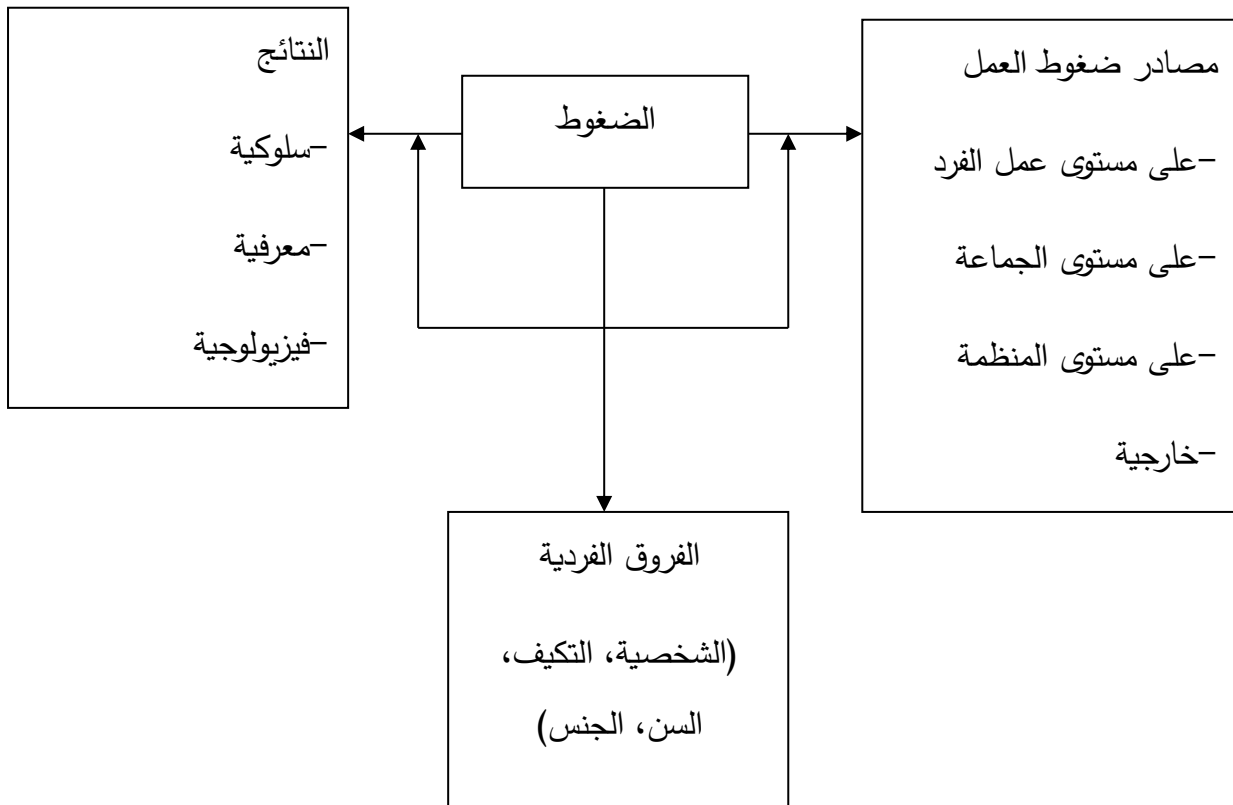 مصادر ضغوط العمل
-على مستوى عمل الفرد
-على مستوى الجماعة
-على مستوى المنظمة
-خارجية
الضغوط
النتائج
-سلوكية
-معرفية
-فيزيولوجية
الفروق الفردية
(الشخصية، التكيف،
السن، الجنس)